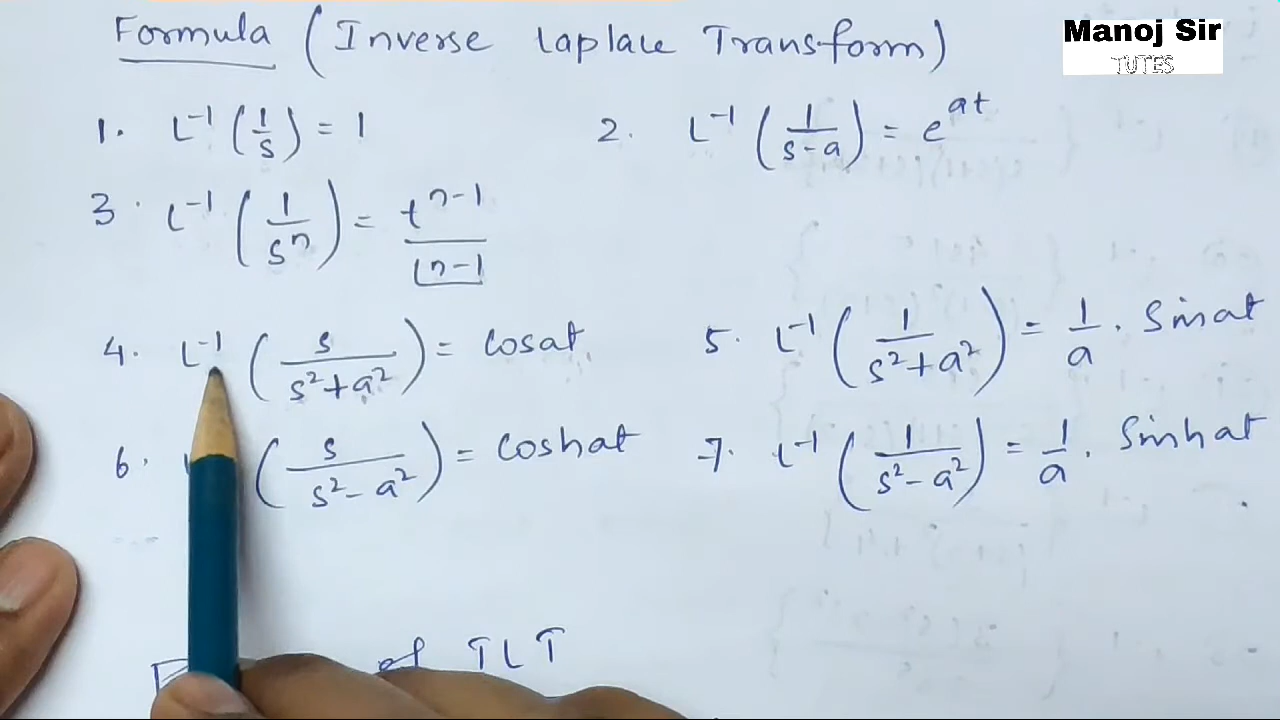 Formula (Inverse Laplace Transform)
Manoj Sir
TUTES
1. L⁻¹ (1/s) = 1
2. L⁻¹ (1/(s-a)) = e^at
3. L⁻¹ (1/sⁿ) = t^(n-1)/⌊n-1
4. L⁻¹ (s/(s²+a²)) = cosat
5. L⁻¹ (1/(s²+a²)) = 1/a . Sinat
6. (s/(s²-a²)) = coshat
7. L⁻¹ (1/(s²-a²)) = 1/a . Sinhat
of ILT